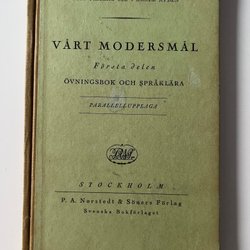 VÅRT MODERSMÅL
Första delen
ÖVNINGSBOK OCH SPRÅKLÄRA
PARALLELLUPPLAGA
STOCKHOLM
P. A. Norstedt & Söners Förlag
Svenska Bokförlaget